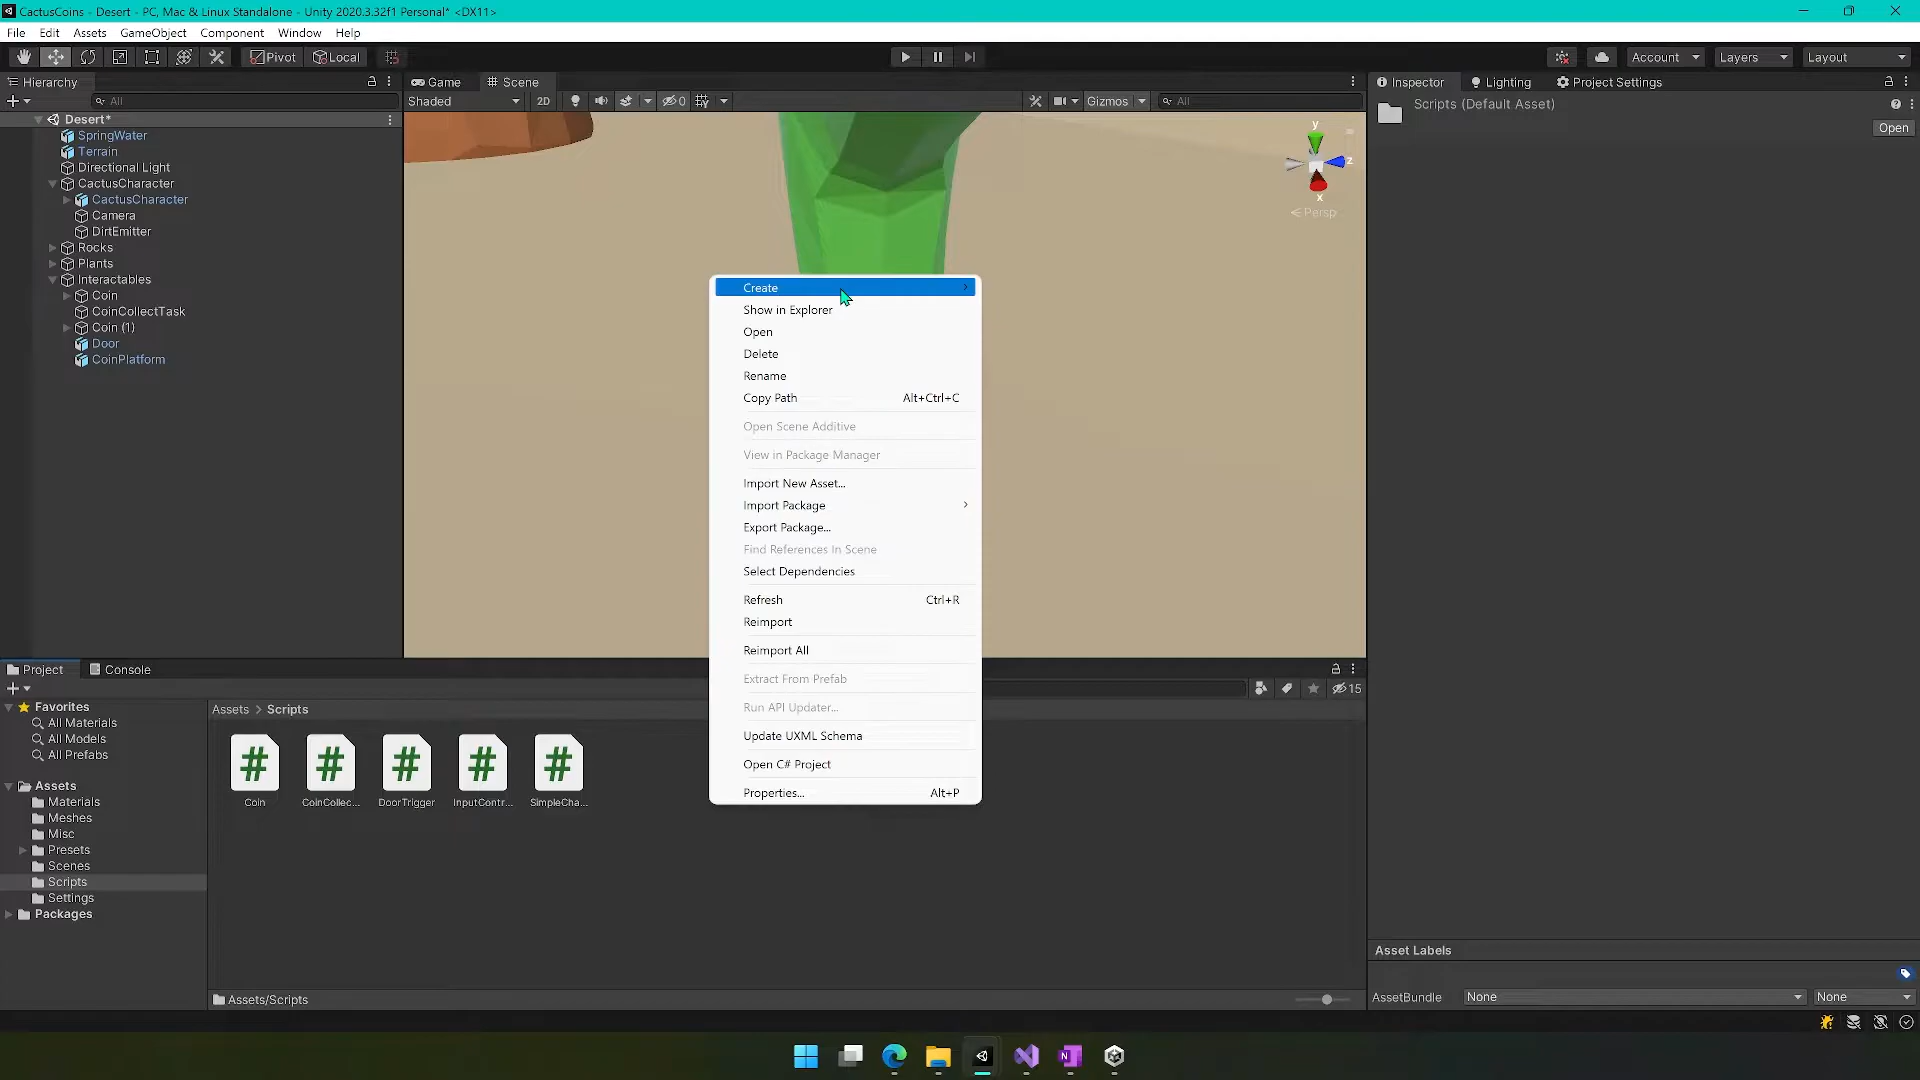 CactusCoins - Desert - PC, Mac & Linux Standalone - Unity 2020.3.32f1 Personal* <DX11>
File Edit Assets GameObject Component Window Help
Pivot Local Account Layers Layout
Hierarchy
All
Desert*
SpringWater
Terrain
Directional Light
CactusCharacter
CactusCharacter
Camera
DirtEmitter
Rocks
Plants
Interactables
Coin
CoinCollectTask
Coin (1)
Door
CoinPlatform
Game Scene
Shaded 2D 0 Gizmos All
y
z
x
Persp
Create
Show in Explorer
Open
Delete
Rename
Copy Path Alt+Ctrl+C
Open Scene Additive
View in Package Manager
Import New Asset...
Import Package
Export Package...
Find References In Scene
Select Dependencies
Refresh Ctrl+R
Reimport
Reimport All
Extract From Prefab
Run API Updater...
Update UXML Schema
Open C# Project
Properties... Alt+P
Inspector Lighting Project Settings
Scripts (Default Asset)
Open
Asset Labels
AssetBundle None None
Project Console
15
Favorites
All Materials
All Models
All Prefabs
Assets
Materials
Meshes
Misc
Presets
Scenes
Scripts
Settings
Packages
Assets > Scripts
# # # # #
Coin CoinCollec... DoorTrigger InputContr... SimpleCha...
Assets/Scripts